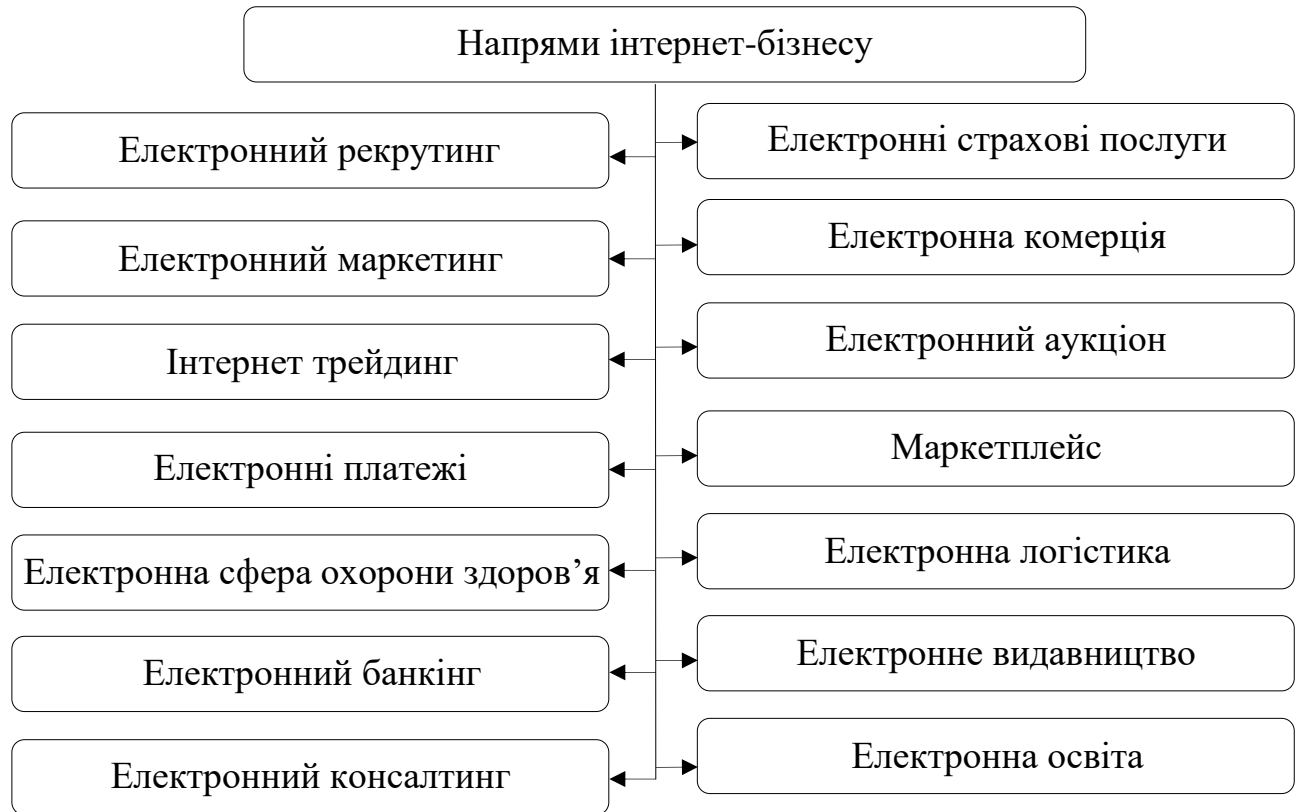 Напрями інтернет-бізнесу
Електронний рекрутинг
Електронні страхові послуги
Електронний маркетинг
Електронна комерція
Інтернет трейдинг
Електронний аукціон
Електронні платежі
Маркетплейс
Електронна сфера охорони здоров’я
Електронна логістика
Електронний банкінг
Електронне видавництво
Електронний консалтинг
Електронна освіта